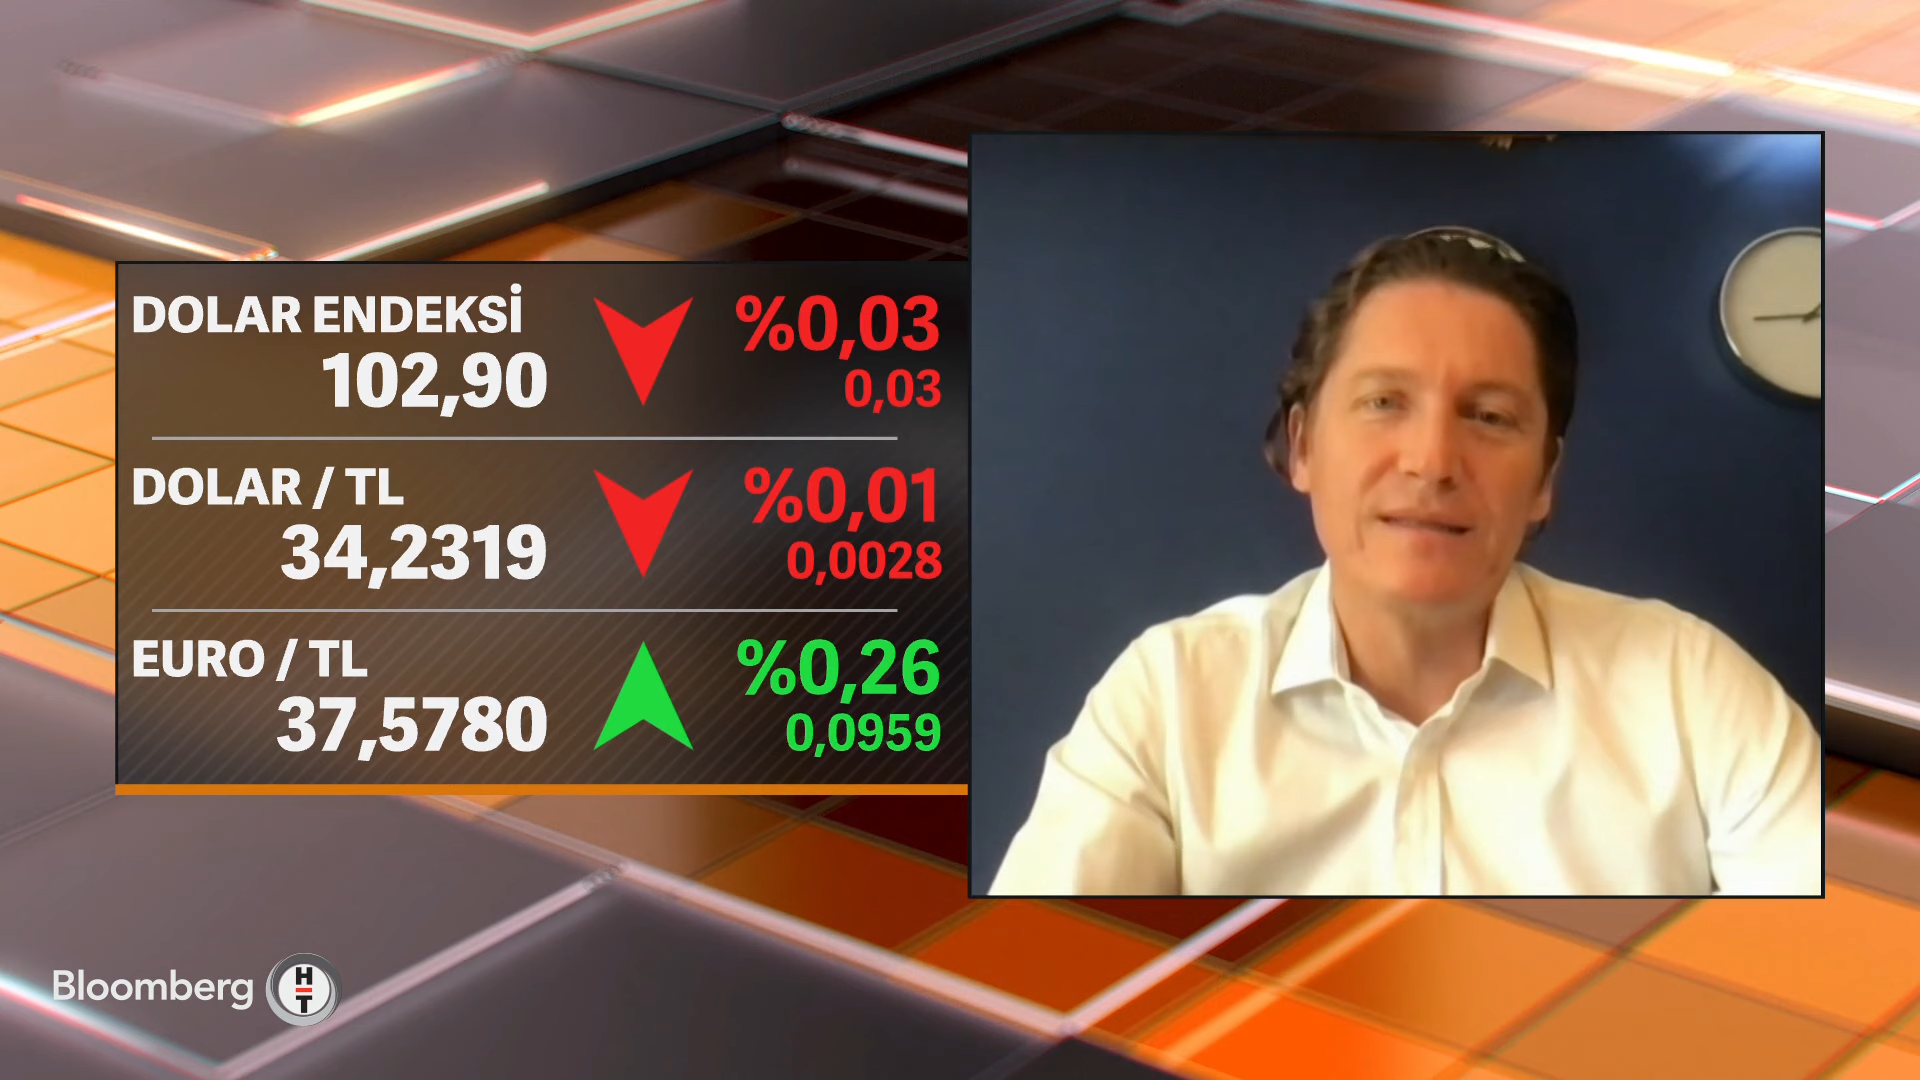 DOLAR ENDEKSİ
102,90
%0,03
0,03
DOLAR / TL
34,2319
%0,01
0,0028
EURO / TL
37,5780
%0,26
0,0959
Bloomberg HT